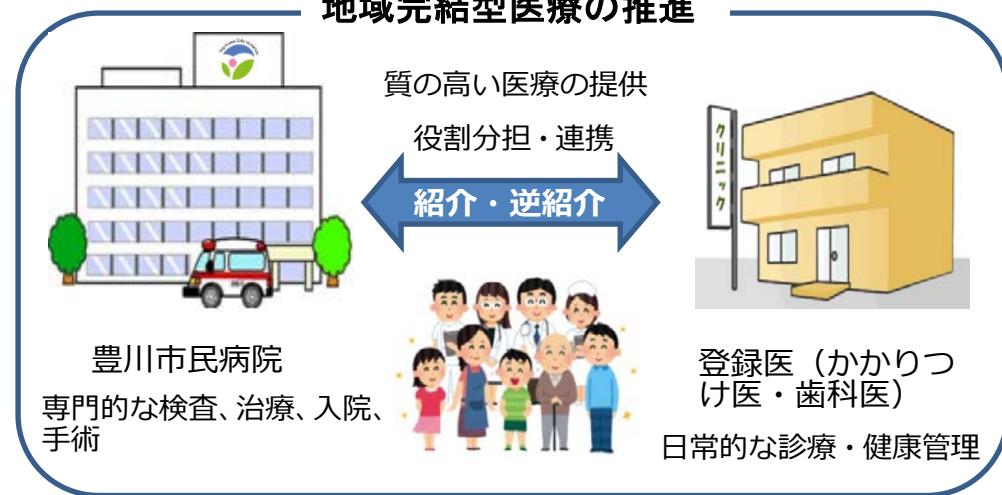 地域完結型医療の推進
質の高い医療の提供
役割分担・連携
紹介・逆紹介
クリニック
豊川市民病院
専門的な検査、治療、入院、
手術
登録医（かかりつ
け医・歯科医）
日常的な診療・健康管理